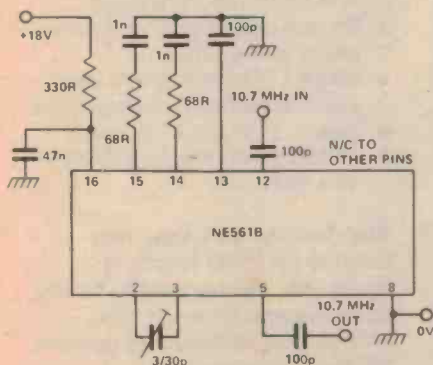 1n
100p
+18V
1n
330R
68R
10.7 MHz IN
68R
47n
100p
N/C TO
OTHER PINS
16
15
14
13
12
NE561B
2
3
5
8
10.7 MHz
OUT
0V
3/30p
100p